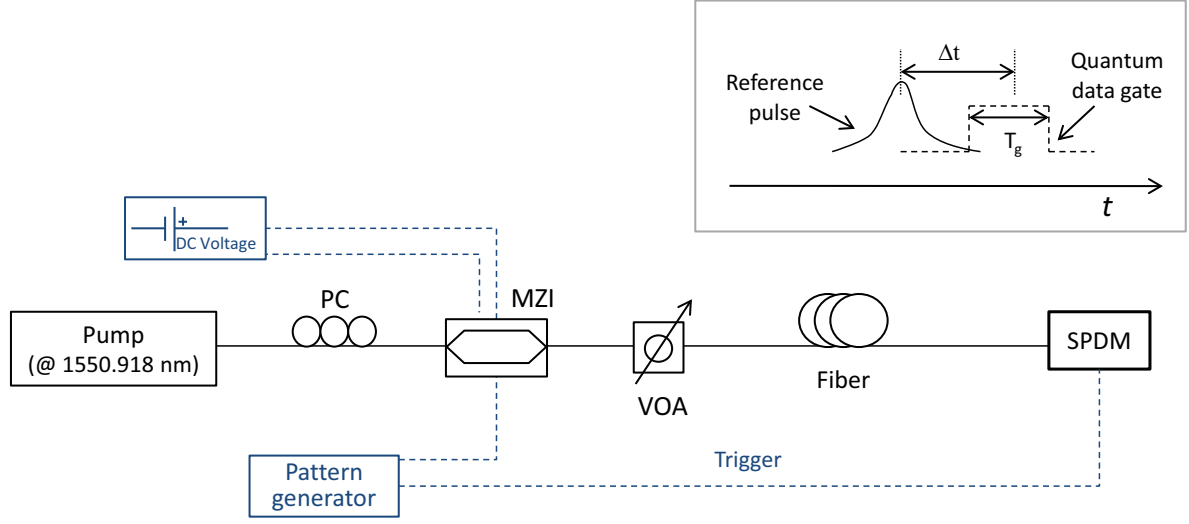 Δt
Reference
pulse
Quantum
data gate
Tg
t
+
DC Voltage
PC
MZI
Pump
(@ 1550.918 nm)
SPDM
Fiber
VOA
Trigger
Pattern
generator